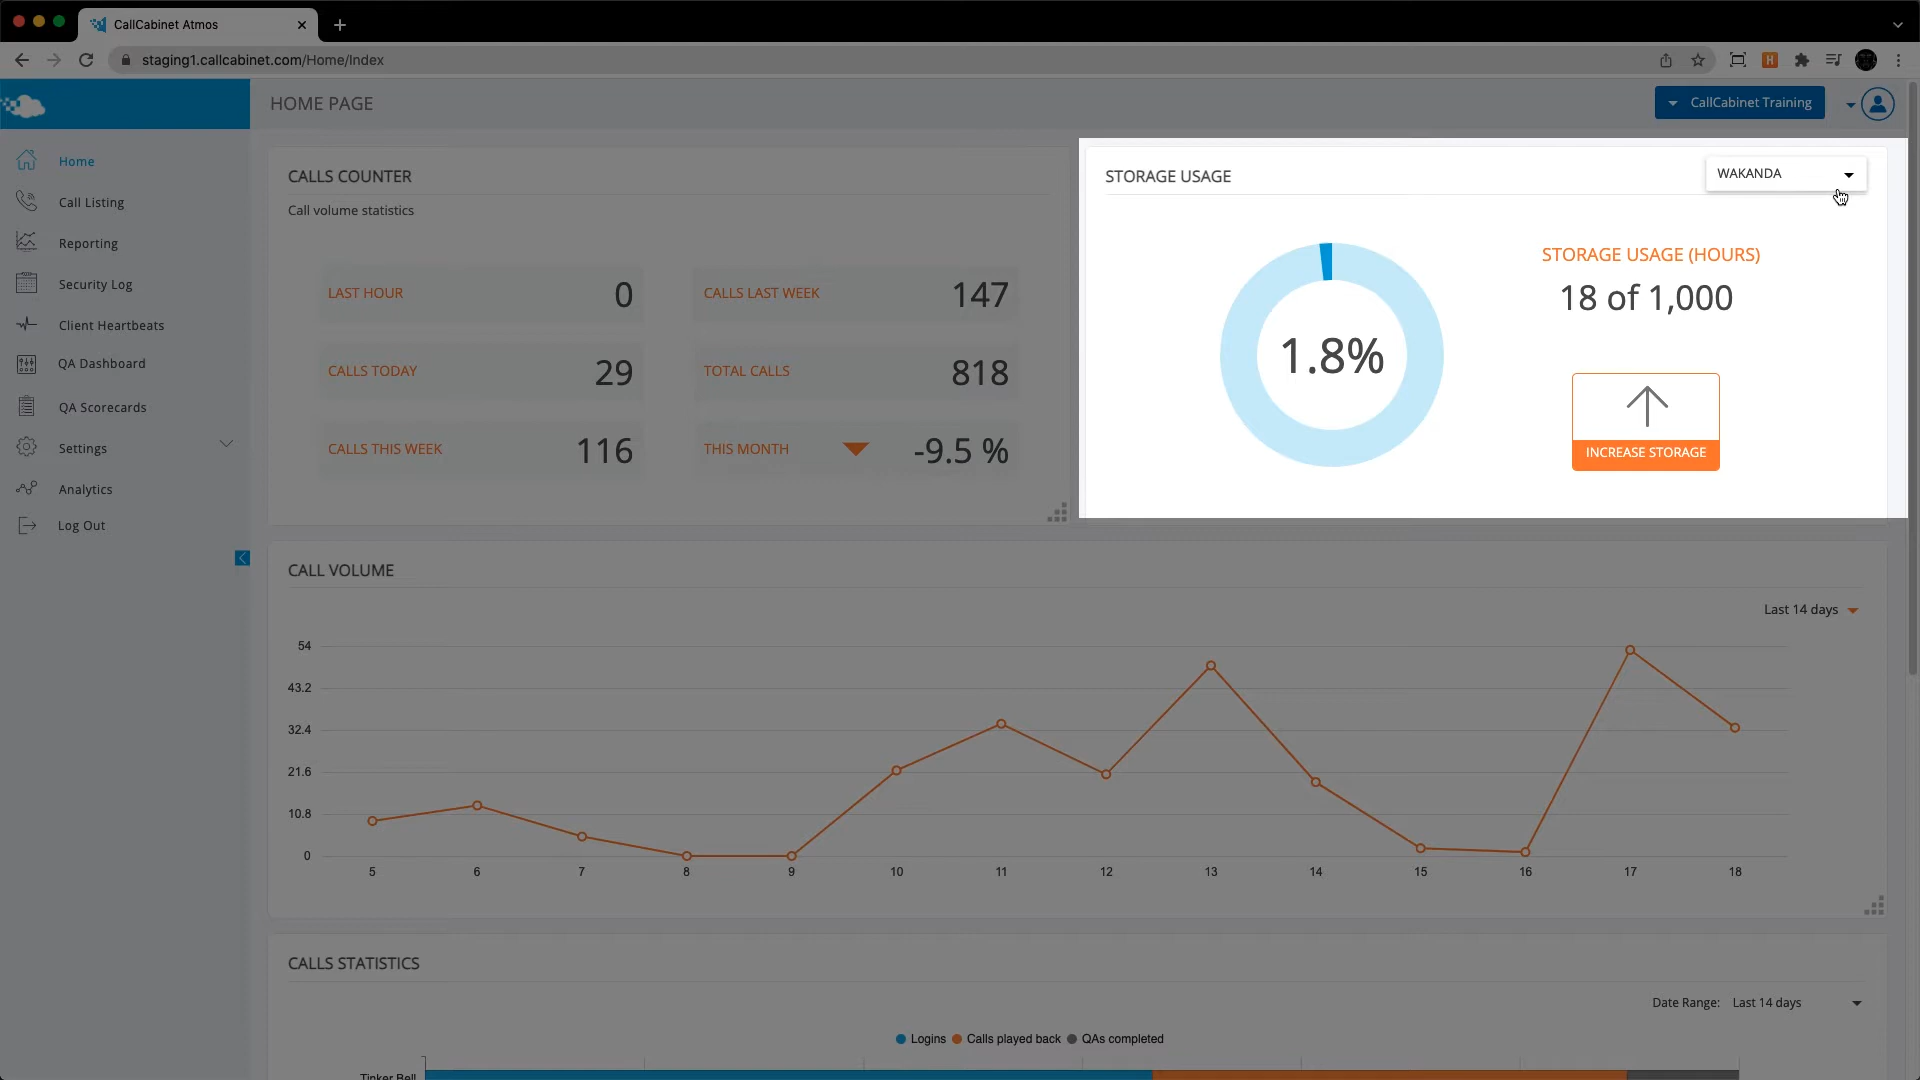 CallCabinet Atmos
staging1.callcabinet.com/Home/Index
HOME PAGE
CallCabinet Training
Home
Call Listing
Reporting
Security Log
Client Heartbeats
QA Dashboard
QA Scorecards
Settings
Analytics
Log Out
CALLS COUNTER
Call volume statistics
LAST HOUR 0
CALLS LAST WEEK 147
CALLS TODAY 29
TOTAL CALLS 818
CALLS THIS WEEK 116
THIS MONTH -9.5 %
STORAGE USAGE
WAKANDA
1.8%
STORAGE USAGE (HOURS)
18 of 1,000
INCREASE STORAGE
CALL VOLUME
Last 14 days
54
43.2
32.4
21.6
10.8
0
5 6 7 8 9 10 11 12 13 14 15 16 17 18
CALLS STATISTICS
Date Range: Last 14 days
Logins Calls played back QAs completed
Tinker Bell